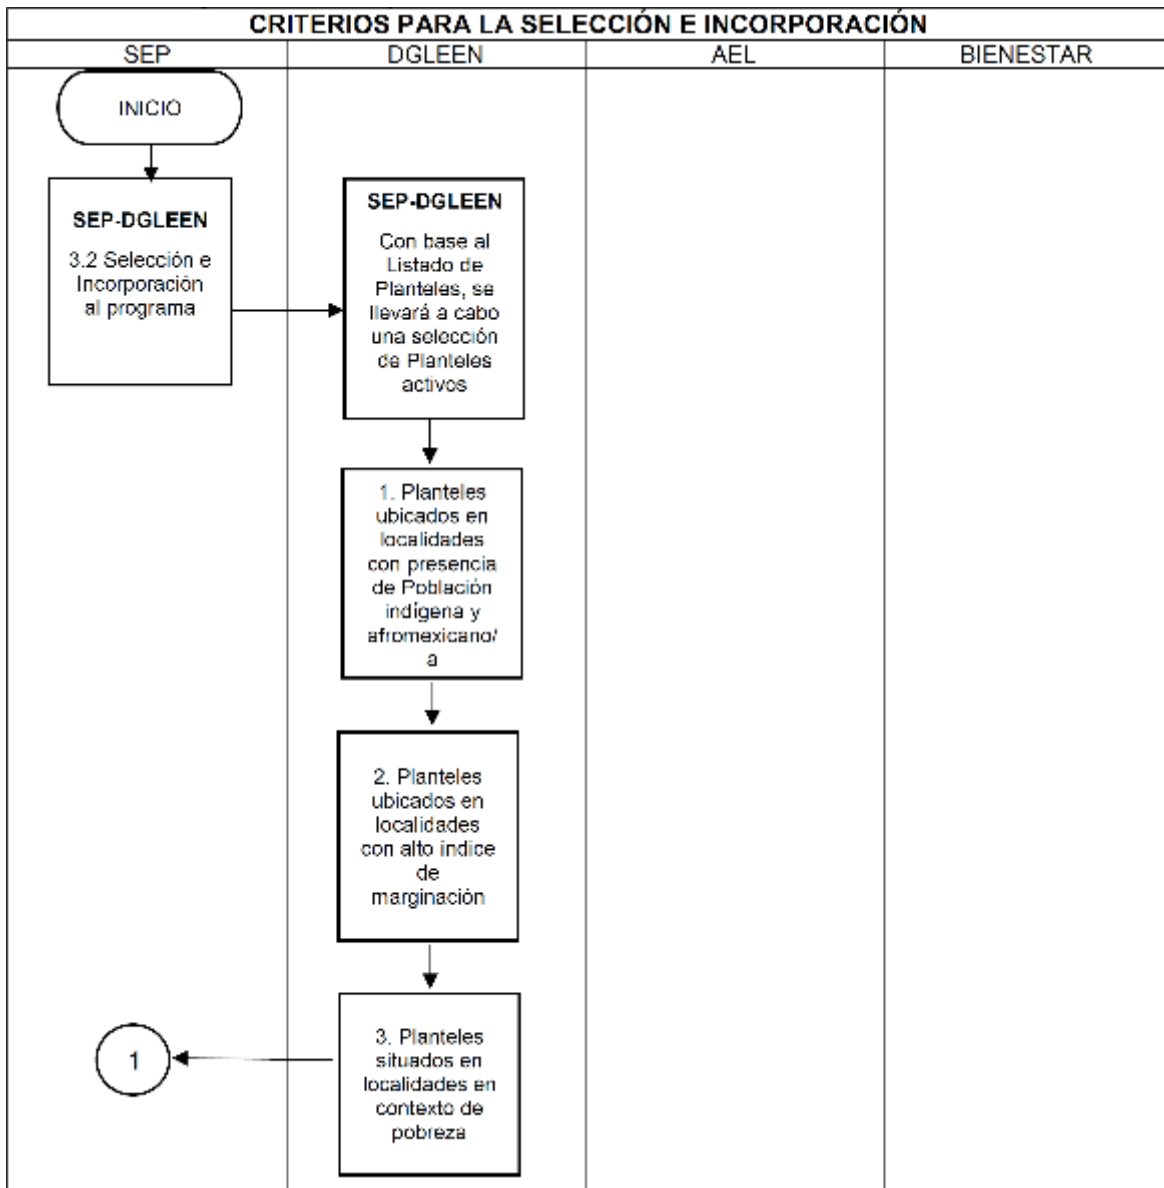 CRITERIOS PARA LA SELECCIÓN E INCORPORACIÓN
SEP
DGLEEN
AEL
BIENESTAR
INICIO
SEP-DGLEEN
3.2 Selección e
Incorporación
al programa
SEP-DGLEEN
Con base al
Listado de
Planteles, se
llevará a cabo
una selección
de Planteles
activos
1. Planteles
ubicados en
localidades
con presencia
de Población
indígena y
afromexicano/
a
2. Planteles
ubicados en
localidades
con alto indice
de
marginación
3. Planteles
situados en
localidades en
contexto de
pobreza
1